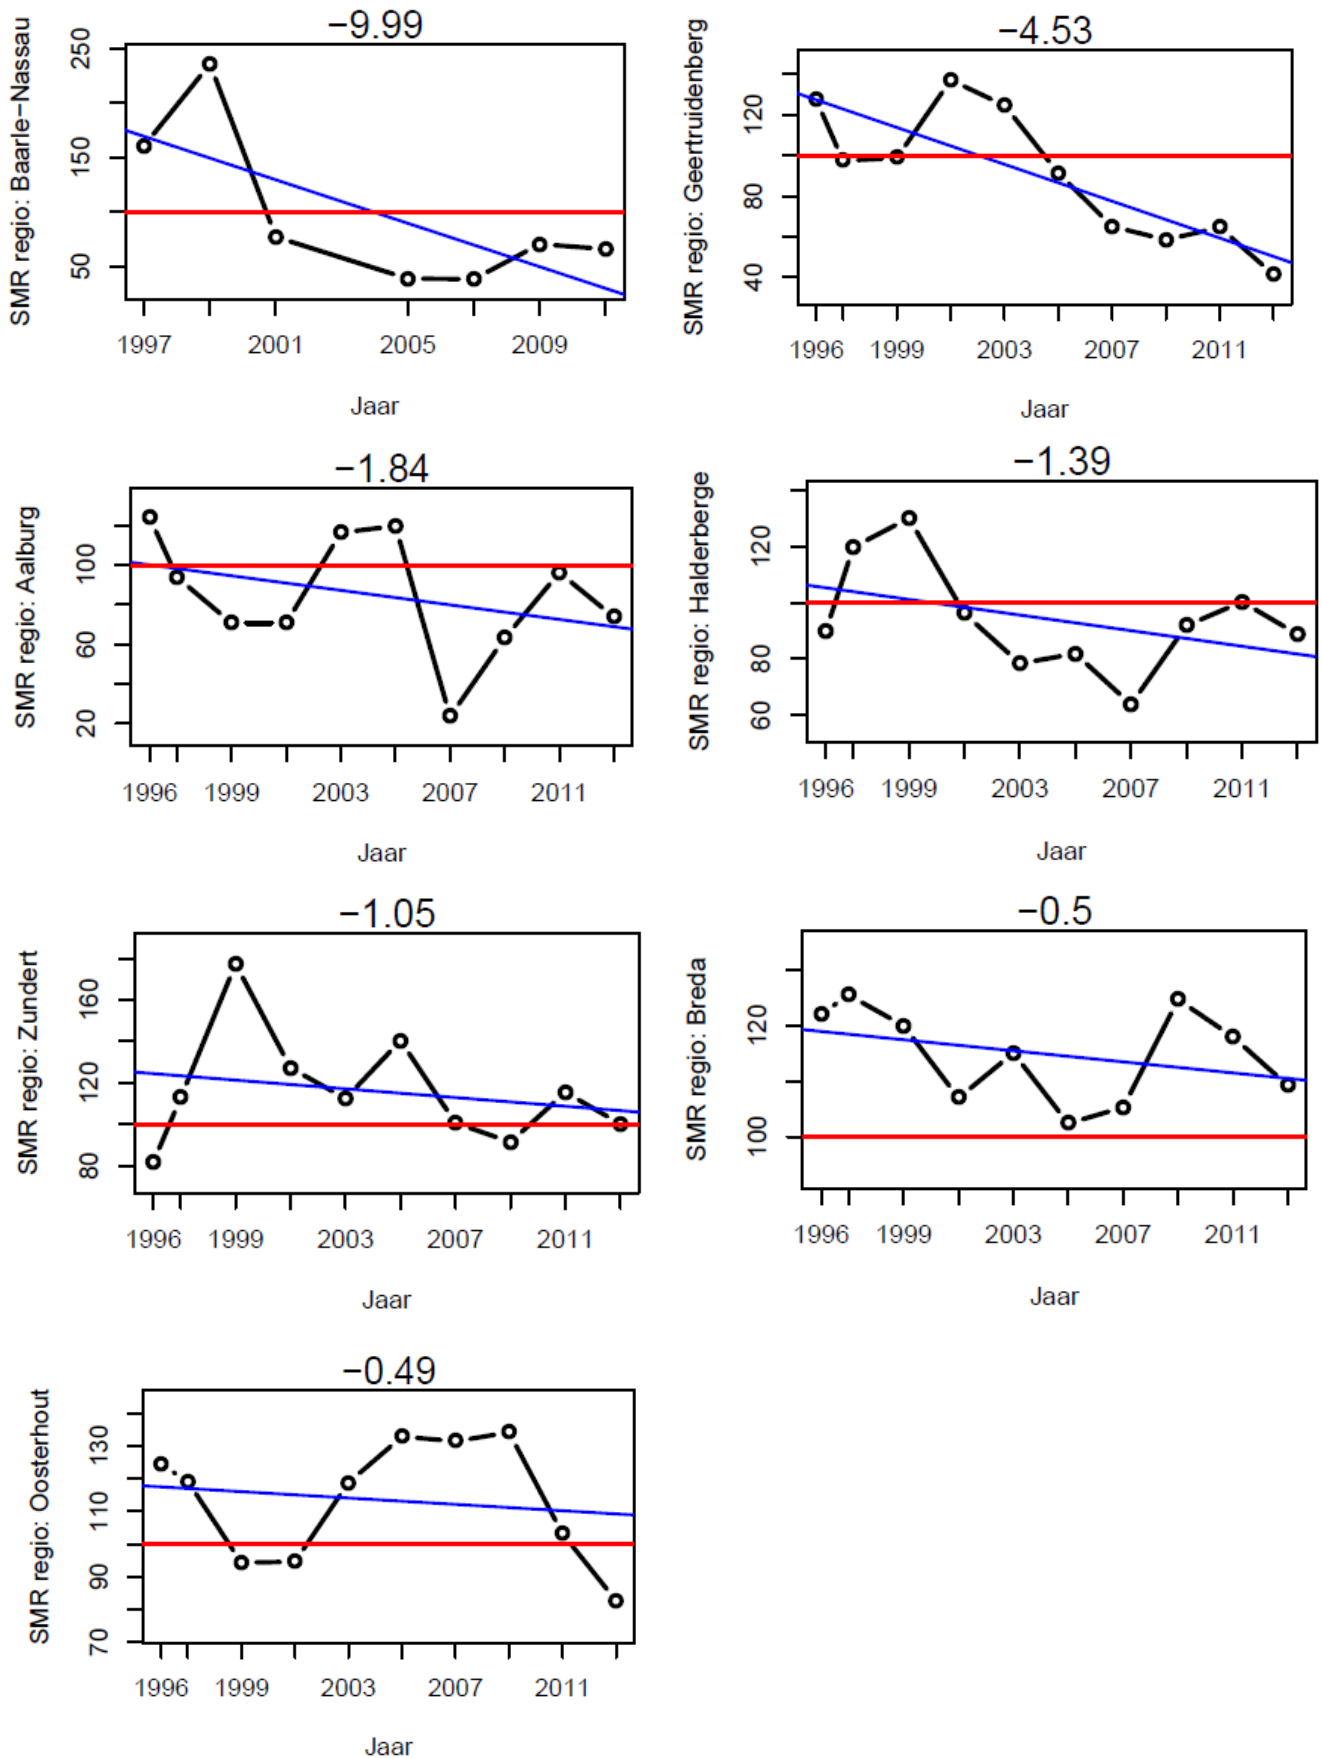 −9.99
SMR regio: Baarle−Nassau
250
150
50
1997 2001 2005 2009
Jaar
−4.53
SMR regio: Geertruidenberg
120
80
40
1996 1999 2003 2007 2011
Jaar
−1.84
SMR regio: Aalburg
100
60
20
1996 1999 2003 2007 2011
Jaar
−1.39
SMR regio: Halderberge
120
80
60
1996 1999 2003 2007 2011
Jaar
−1.05
SMR regio: Zundert
160
120
80
1996 1999 2003 2007 2011
Jaar
−0.5
SMR regio: Breda
120
100
1996 1999 2003 2007 2011
Jaar
−0.49
SMR regio: Oosterhout
130
110
90
70
1996 1999 2003 2007 2011
Jaar